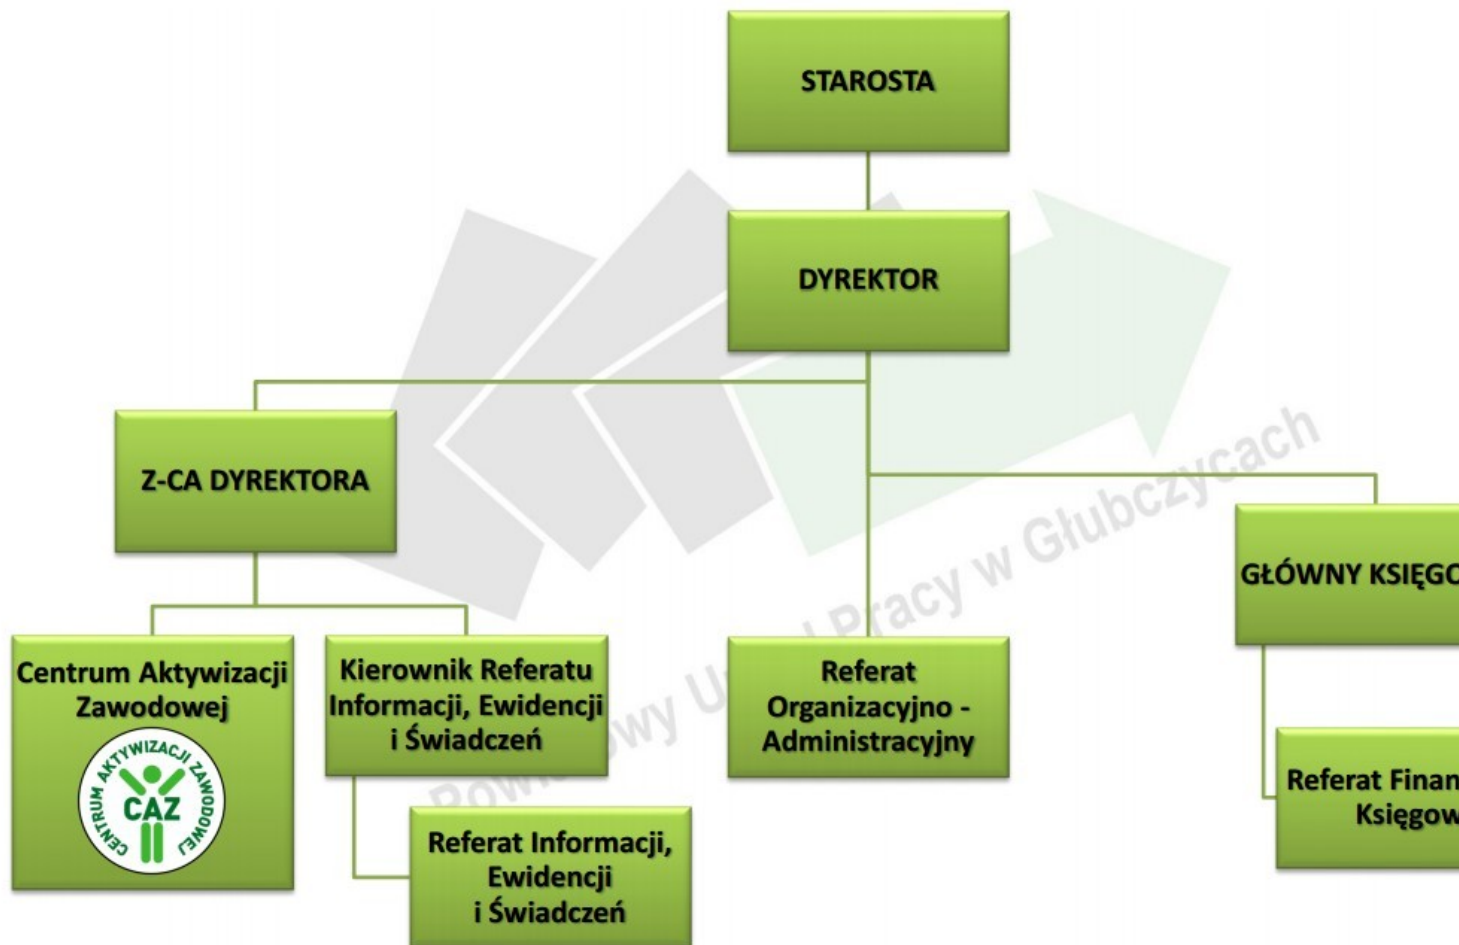 STAROSTA
DYREKTOR
Z-CA DYREKTORA
GŁÓWNY KSIĘGO
Centrum Aktywizacji
Zawodowej
CENTRUM AKTYWIZACJI ZAWODOWEJ
CAZ
Kierownik Referatu
Informacji, Ewidencji
i Świadczeń
Referat
Organizacyjno -
Administracyjny
Referat Finan
Księgow
Referat Informacji,
Ewidencji
i Świadczeń
Pracy w Głubczycach